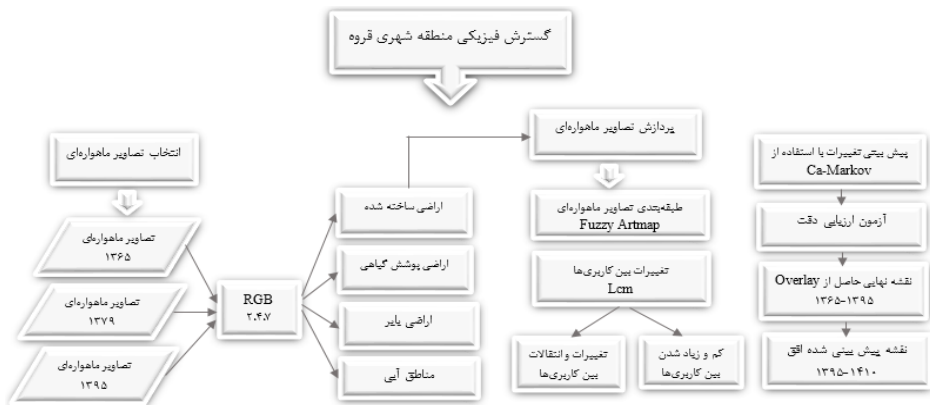 گسترش فیزیکی منطقه شهری قروه
انتخاب تصاویر ماهواره‌ای
تصاویر ماهواره‌ای
۱۳۶۵
تصاویر ماهواره‌ای
۱۳۷۹
تصاویر ماهواره‌ای
۱۳۹۵
RGB
۲.۴.۷
اراضی ساخته شده
اراضی پوشش گیاهی
اراضی بایر
مناطق آبی
پردازش تصاویر ماهواره‌ای
طبقه‌بندی تصاویر ماهواره‌ای
Fuzzy Artmap
تغییرات بین کاربری‌ها
Lcm
تغییرات و انتقالات
بین کاربری‌ها
کم و زیاد شدن
بین کاربری‌ها
پیش بینی تغییرات با استفاده از
Ca-Markov
آزمون ارزیابی دقت
نقشه نهایی حاصل از Overlay
۱۳۶۵-۱۳۹۵
نقشه پیش بینی شده افق
۱۳۹۵-۱۴۱۰